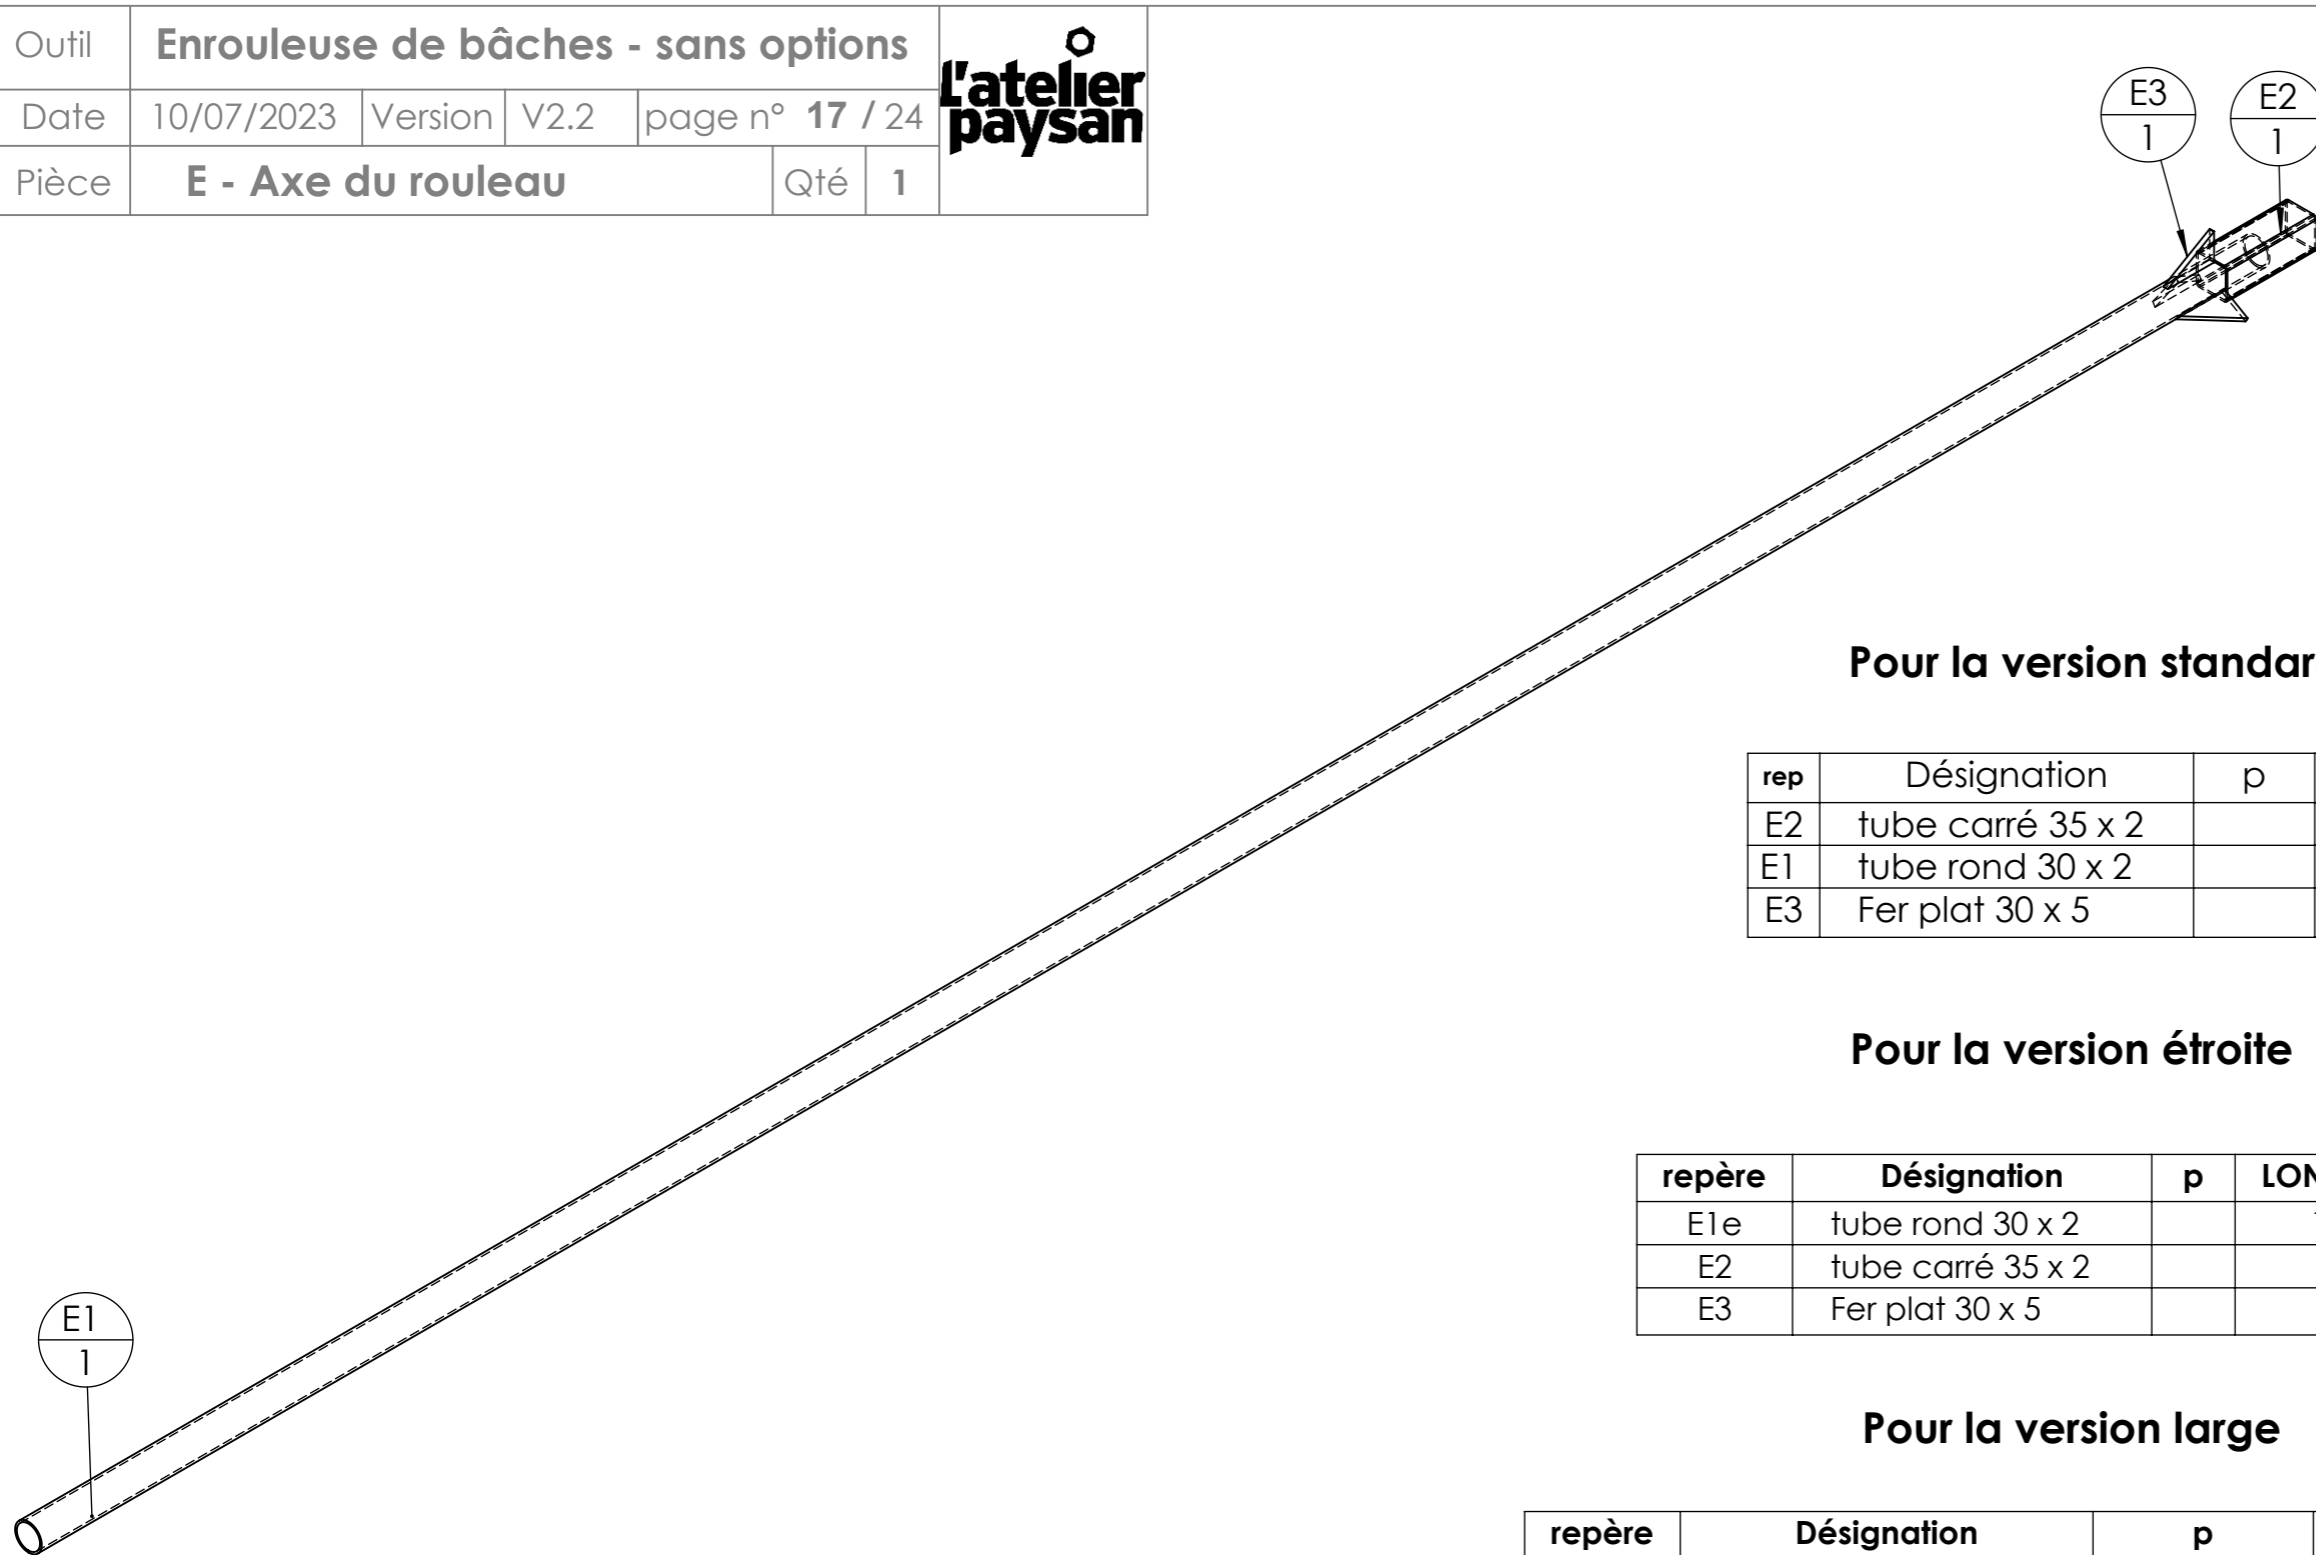 Outil Enrouleuse de bâches - sans options
L'atelier
paysan
Date 10/07/2023 Version V2.2 page n° 17 / 24
Pièce E - Axe du rouleau Qté 1
E3 E2
1 1
Pour la version standar
rep Désignation p
E2 tube carré 35 x 2
E1 tube rond 30 x 2
E3 Fer plat 30 x 5
Pour la version étroite
repère Désignation p LON
E1e tube rond 30 x 2
E2 tube carré 35 x 2
E3 Fer plat 30 x 5
E1
1
Pour la version large
repère Désignation p